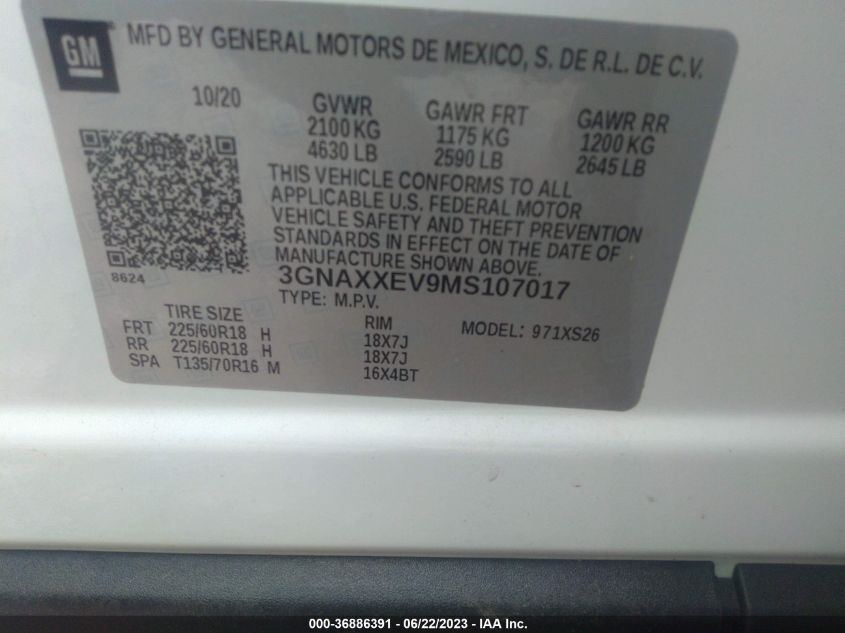 GM
MFD BY GENERAL MOTORS DE MEXICO, S. DE R.L. DE C.V.
10/20 GVWR GAWR FRT GAWR RR
2100 KG 1175 KG 1200 KG
4630 LB 2590 LB 2645 LB
THIS VEHICLE CONFORMS TO ALL
APPLICABLE U.S. FEDERAL MOTOR
VEHICLE SAFETY AND THEFT PREVENTION
STANDARDS IN EFFECT ON THE DATE OF
MANUFACTURE SHOWN ABOVE.
8624
3GNAXXEV9MS107017
TYPE: M.P.V.
TIRE SIZE RIM MODEL: 971XS26
FRT 225/60R18 H 18X7J
RR 225/60R18 H 18X7J
SPA T135/70R16 M 16X4BT
000-36886391 - 06/22/2023 - IAA Inc.